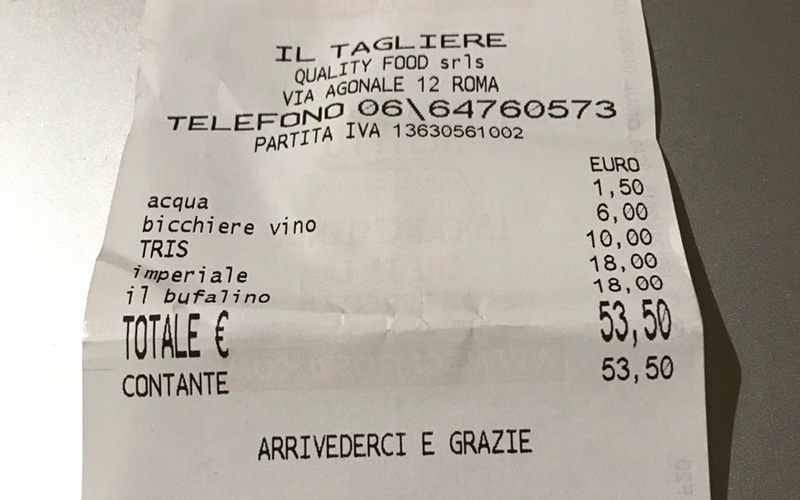 IL TAGLIERE
QUALITY FOOD srls
VIA AGONALE 12 ROMA
TELEFONO 06\64760573
PARTITA IVA 13630561002
EURO
acqua 1,50
bicchiere vino 6,00
TRIS 10,00
imperiale 18,00
il bufalino 18,00
TOTALE € 53,50
CONTANTE 53,50
ARRIVEDERCI E GRAZIE